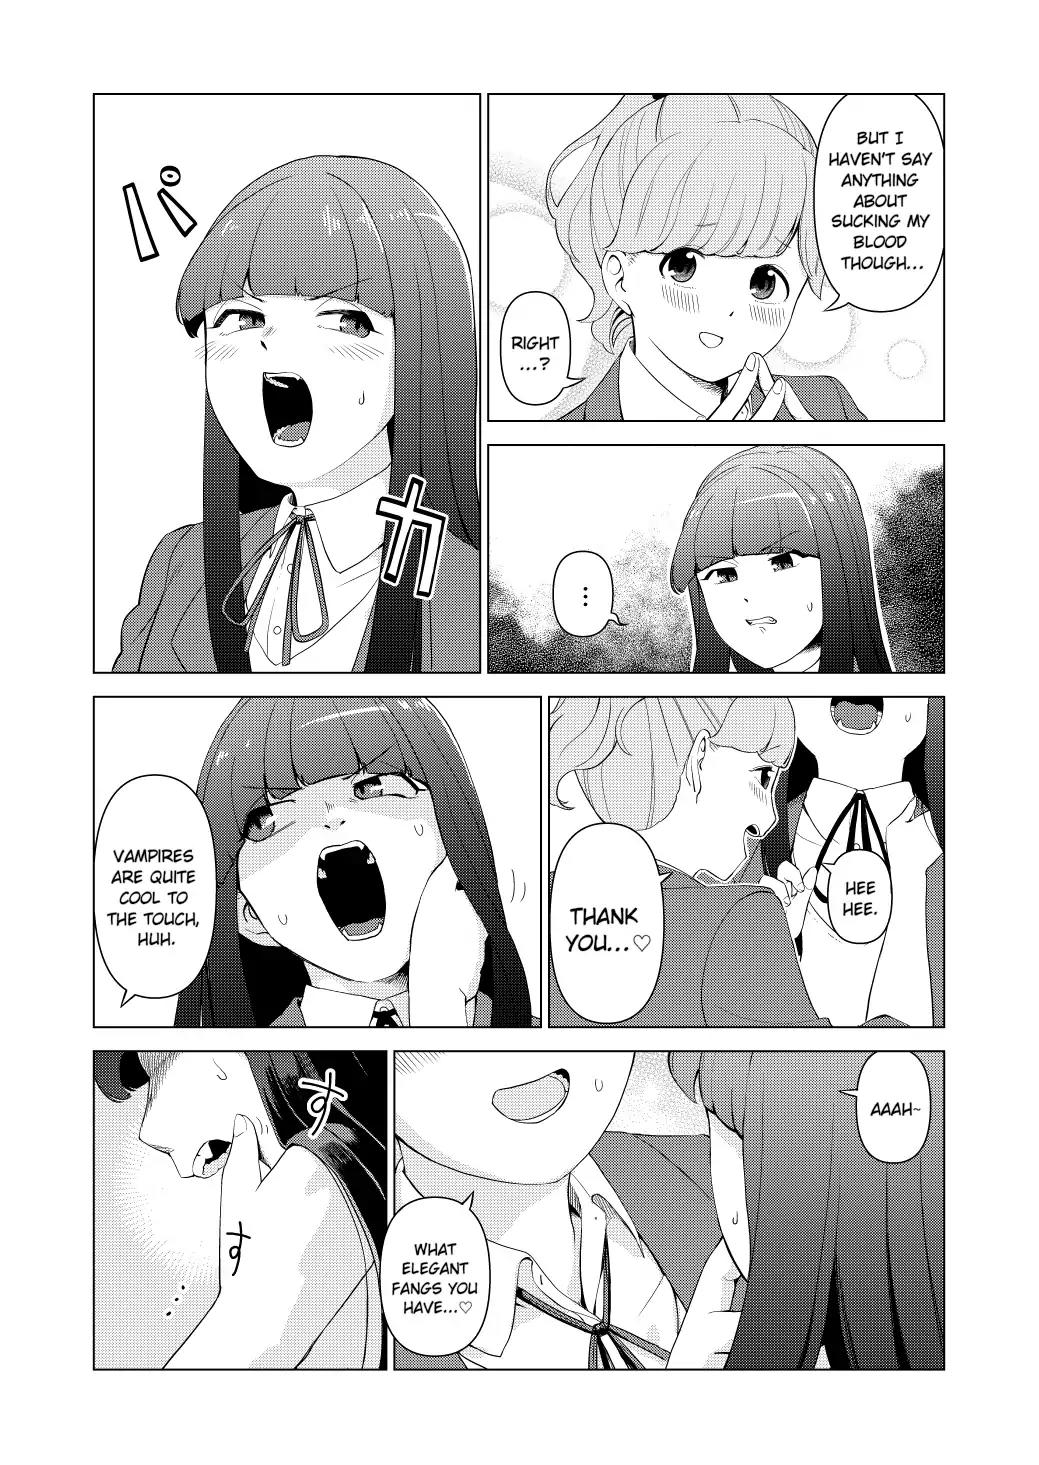 BUT I
HAVEN'T SAY
ANYTHING
ABOUT
SUCKING MY
BLOOD
THOUGH...
RIGHT
...?
...
パ
カ
THANK
YOU...♡
HEE
HEE.
VAMPIRES
ARE QUITE
COOL TO
THE TOUCH,
HUH.
AAAH~
WHAT
ELEGANT
FANGS YOU
HAVE...♡
す
す
...